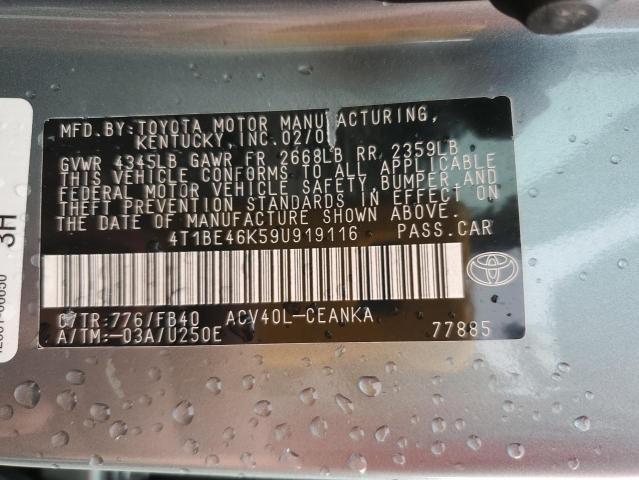 MFD.BY:TOYOTA MOTOR MANUFACTURING,
KENTUCKY, INC.
GVWR 4345LB GAWR FR 2668LB RR 2359LB
THIS VEHICLE CONFORMS TO ALL APPLICABLE
FEDERAL MOTOR VEHICLE SAFETY, BUMPER AND
THEFT PREVENTION STANDARDS IN EFFECT ON
THE DATE OF MANUFACTURE SHOWN ABOVE.
4T1BE46K59U919116 PASS.CAR
C/TR:776/FB40 ACV40L-CEANKA
A/TM:-03A/U250E 77885
3H